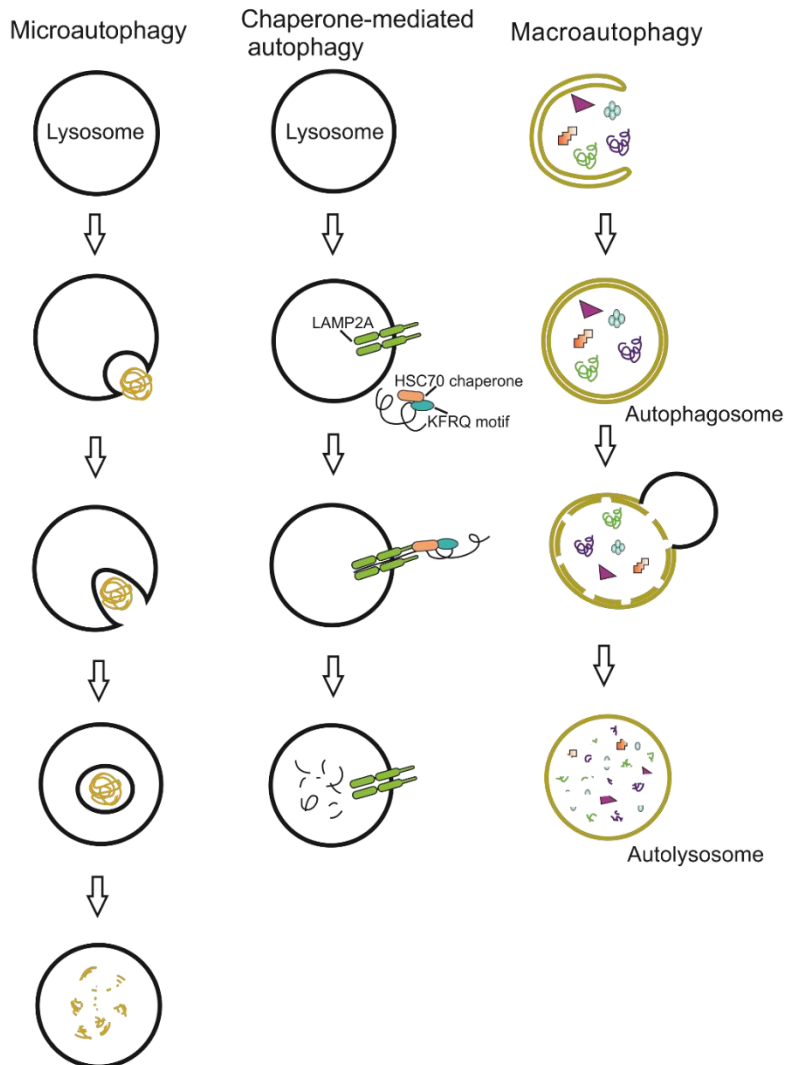 Microautophagy
Chaperone-mediated
autophagy
Macroautophagy
Lysosome
Lysosome
LAMP2A
HSC70 chaperone
KFRQ motif
Autophagosome
Autolysosome